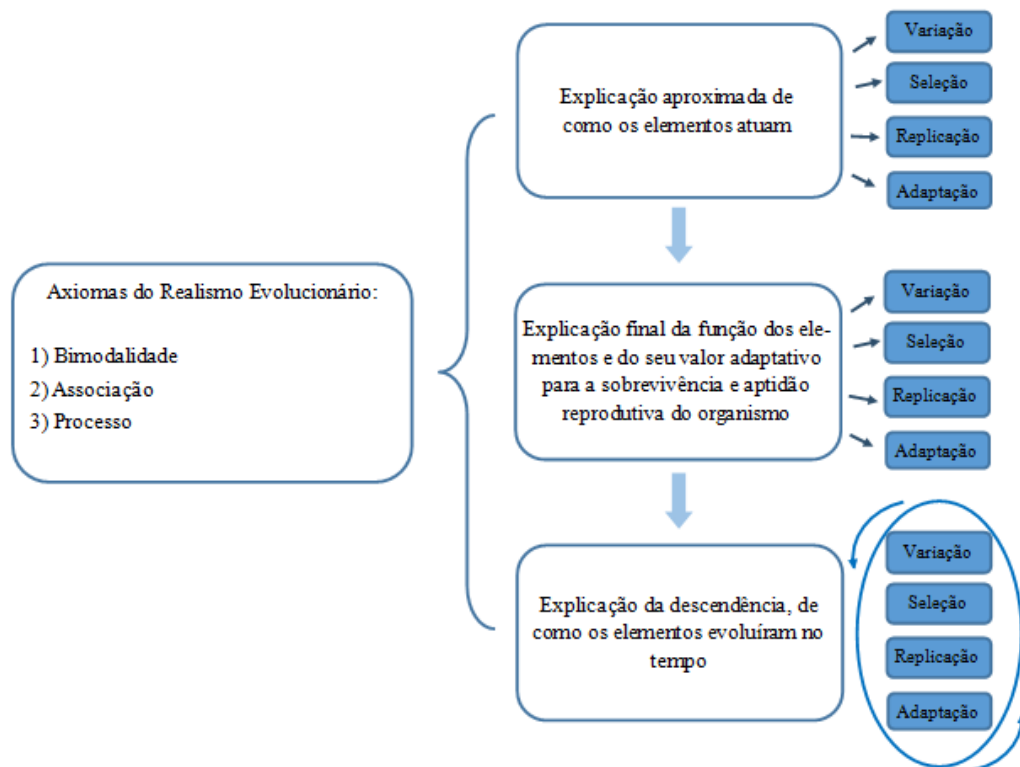 Axiomas do Realismo Evolucionário:
1) Bimodalidade
2) Associação
3) Processo
Explicação aproximada de
como os elementos atuam
Variação
Seleção
Replicação
Adaptação
Explicação final da função dos ele-
mentos e do seu valor adaptativo
para a sobrevivência e aptidão
reprodutiva do organismo
Variação
Seleção
Replicação
Adaptação
Explicação da descendência, de
como os elementos evoluíram no
tempo
Variação
Seleção
Replicação
Adaptação